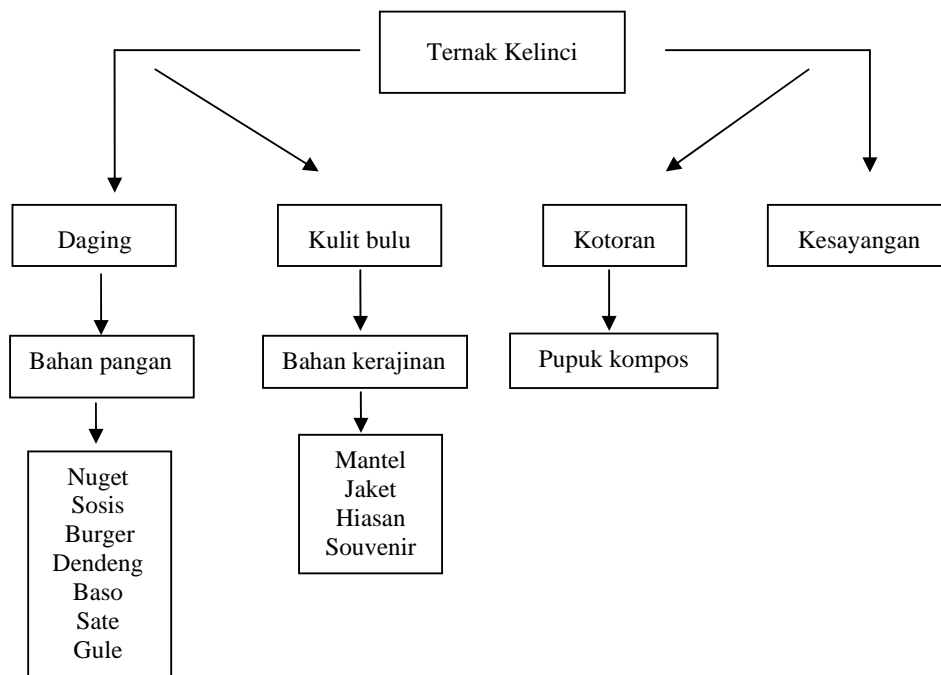 Ternak Kelinci
Daging
Kulit bulu
Kotoran
Kesayangan
Bahan pangan
Bahan kerajinan
Pupuk kompos
Nuget
Sosis
Burger
Dendeng
Baso
Sate
Gule
Mantel
Jaket
Hiasan
Souvenir